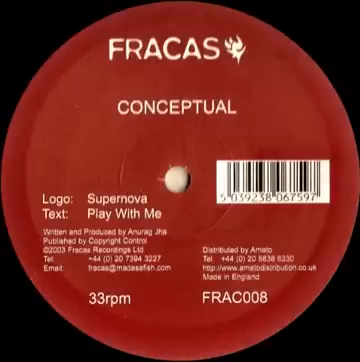 FRACAS
CONCEPTUAL
5 039238 067597
Logo: Supernova
Text: Play With Me
Written and Produced by Anurag Jha
Published by Copyright Control
©2003 Fracas Recordings Ltd
Tel: +44 (0) 20 7394 3227
Email: fracas@madasafish.com
Distributed by Amato
Tel: +44 (0) 20 8838 8330
http://www.amatodistribution.co.uk
Made in England
33rpm
FRAC008